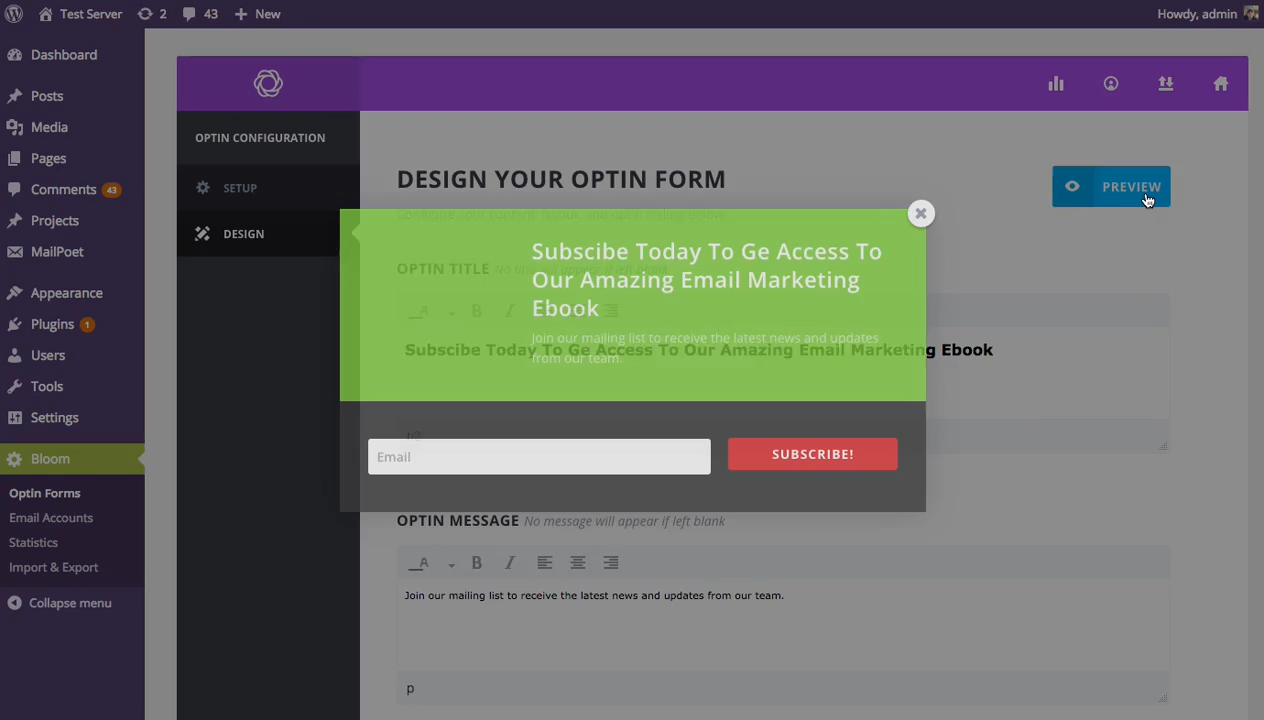 Test Server 2 43 New Howdy, admin
Dashboard
Posts
Media
Pages
Comments 43
Projects
MailPoet
Appearance
Plugins 1
Users
Tools
Settings
Bloom
Optin Forms
Email Accounts
Statistics
Import & Export
Collapse menu
OPTIN CONFIGURATION
SETUP
DESIGN
DESIGN YOUR OPTIN FORM
PREVIEW
OPTIN TITLE No
appear if left blank
A B I
Subscibe Today To Ge Access To Our Amazing Email Marketing Ebook
Subscibe Today To Ge Access To
Our Amazing Email Marketing
Ebook
Join our mailing list to receive the latest news and updates
from our team.
Email
SUBSCRIBE!
OPTIN MESSAGE No message will appear if left blank
A B I
Join our mailing list to receive the latest news and updates from our team.
p